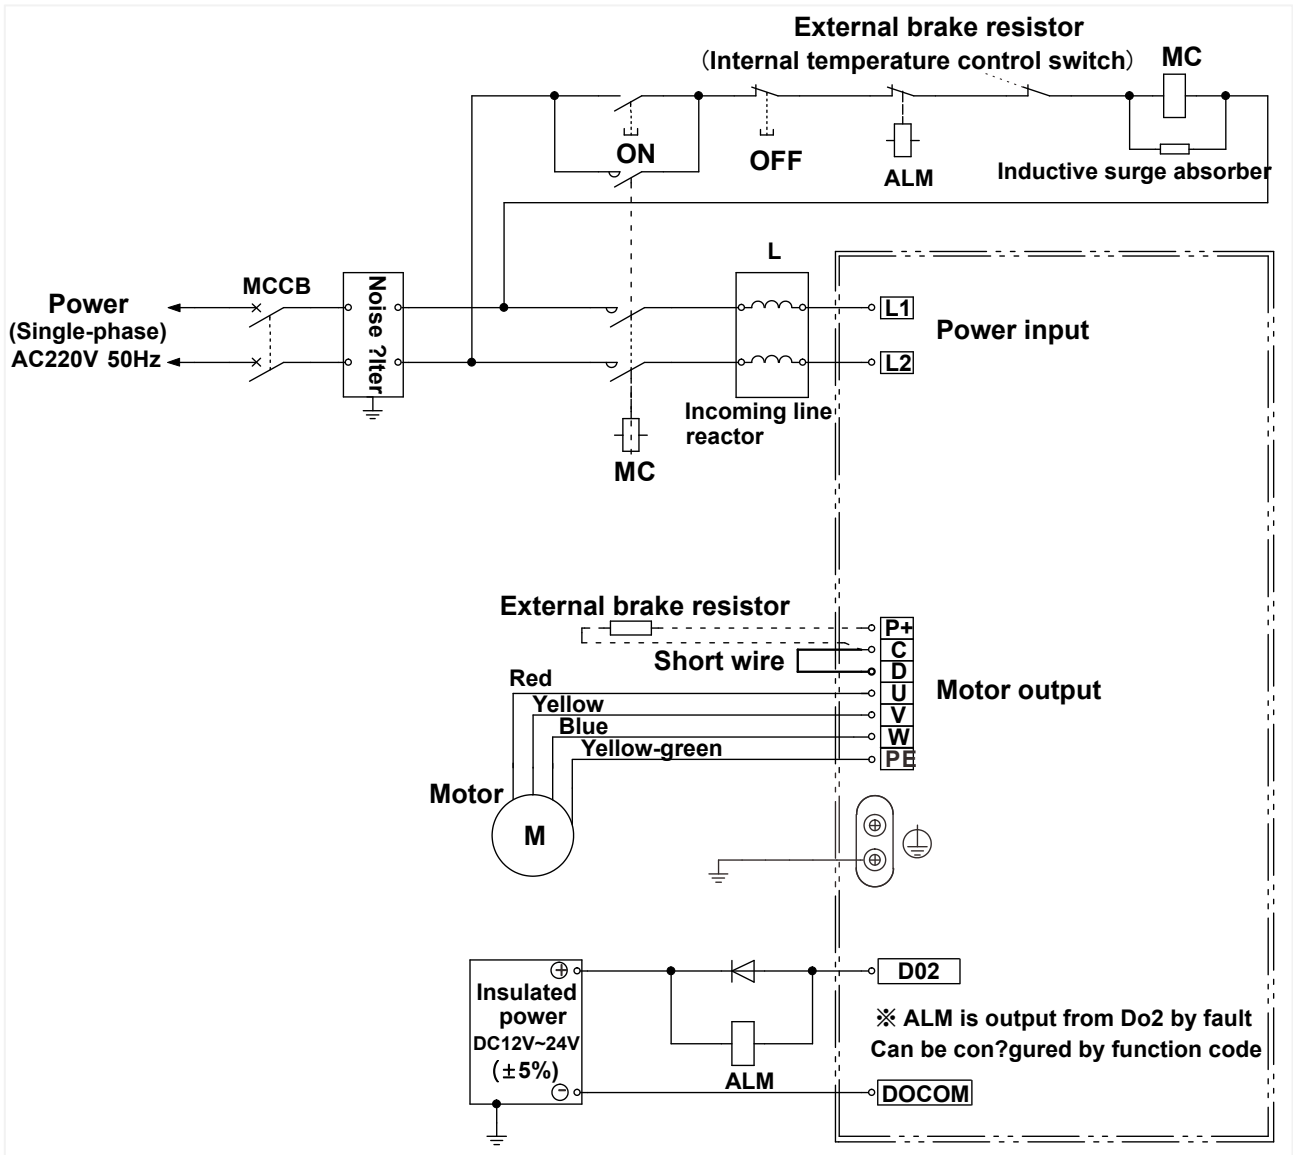 External brake resistor
(Internal temperature control switch)
MC
ON
OFF
ALM
Inductive surge absorber
L
MCCB
Noise ?lter
Power
(Single-phase)
AC220V 50Hz
L1
Power input
L2
Incoming line
reactor
MC
External brake resistor
P+
Short wire
C
D
Red
U
Motor output
Yellow
V
Blue
W
Yellow-green
PE
Motor
M
Insulated
power
DC12V~24V
(±5%)
D02
※ ALM is output from Do2 by fault
Can be con?gured by function code
ALM
DOCOM